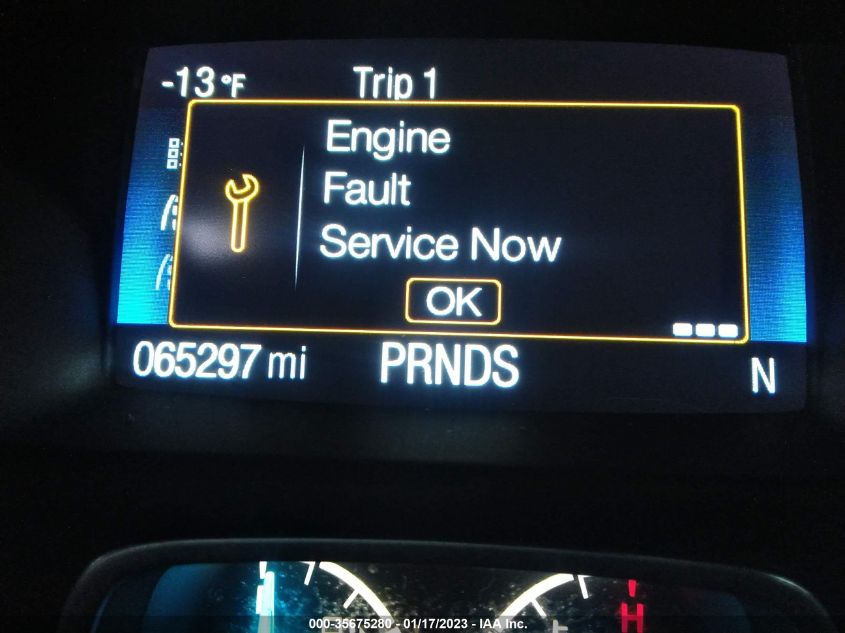 -13°F Trip 1
Engine
Fault
Service Now
OK
065297 mi PRNDS N
H
000-35675280 - 01/17/2023 - IAA Inc.